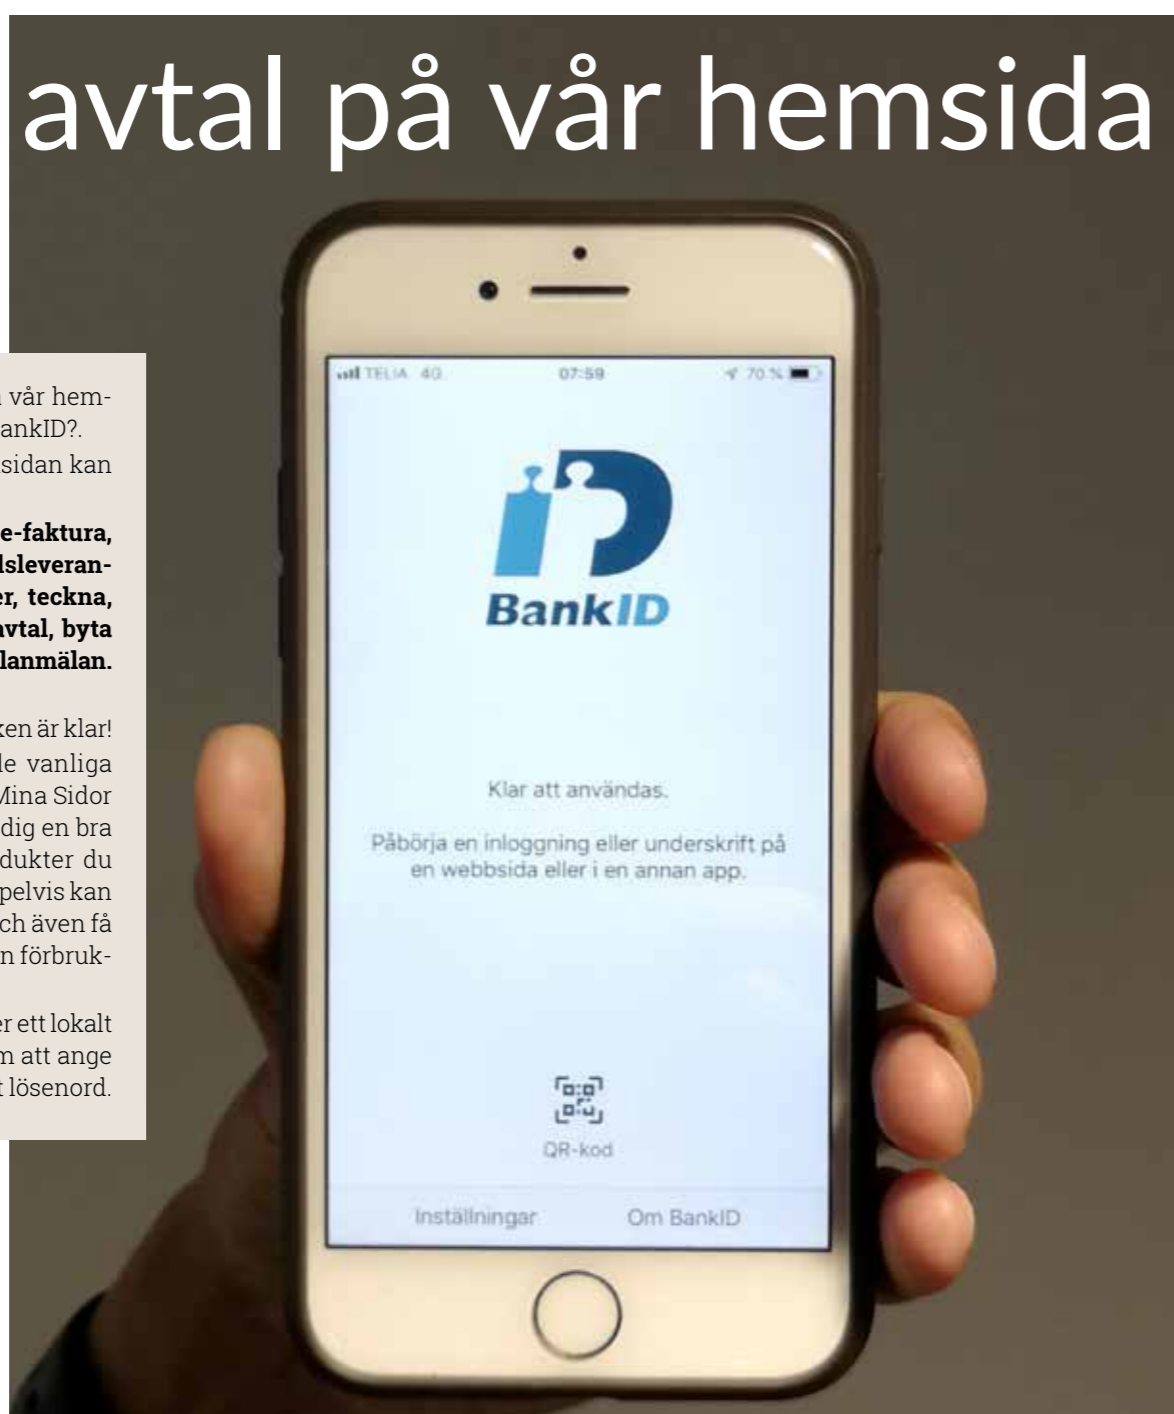 avtal på vår hemsida
vår hem-
ankID?.
sidan kan
e-faktura,
lsleveran-
er, teckna,
avtal, byta
lanmälan.
ken är klar!
le vanliga
Mina Sidor
dig en bra
dukter du
pelvis kan
ch även få
n förbruk-
er ett lokalt
m att ange
t lösenord.
TELIA 4G 07:59 70 %
iD
BankID
Klar att användas.
Påbörja en inloggning eller underskrift på
en webbsida eller i en annan app.
QR-kod
Inställningar Om BankID